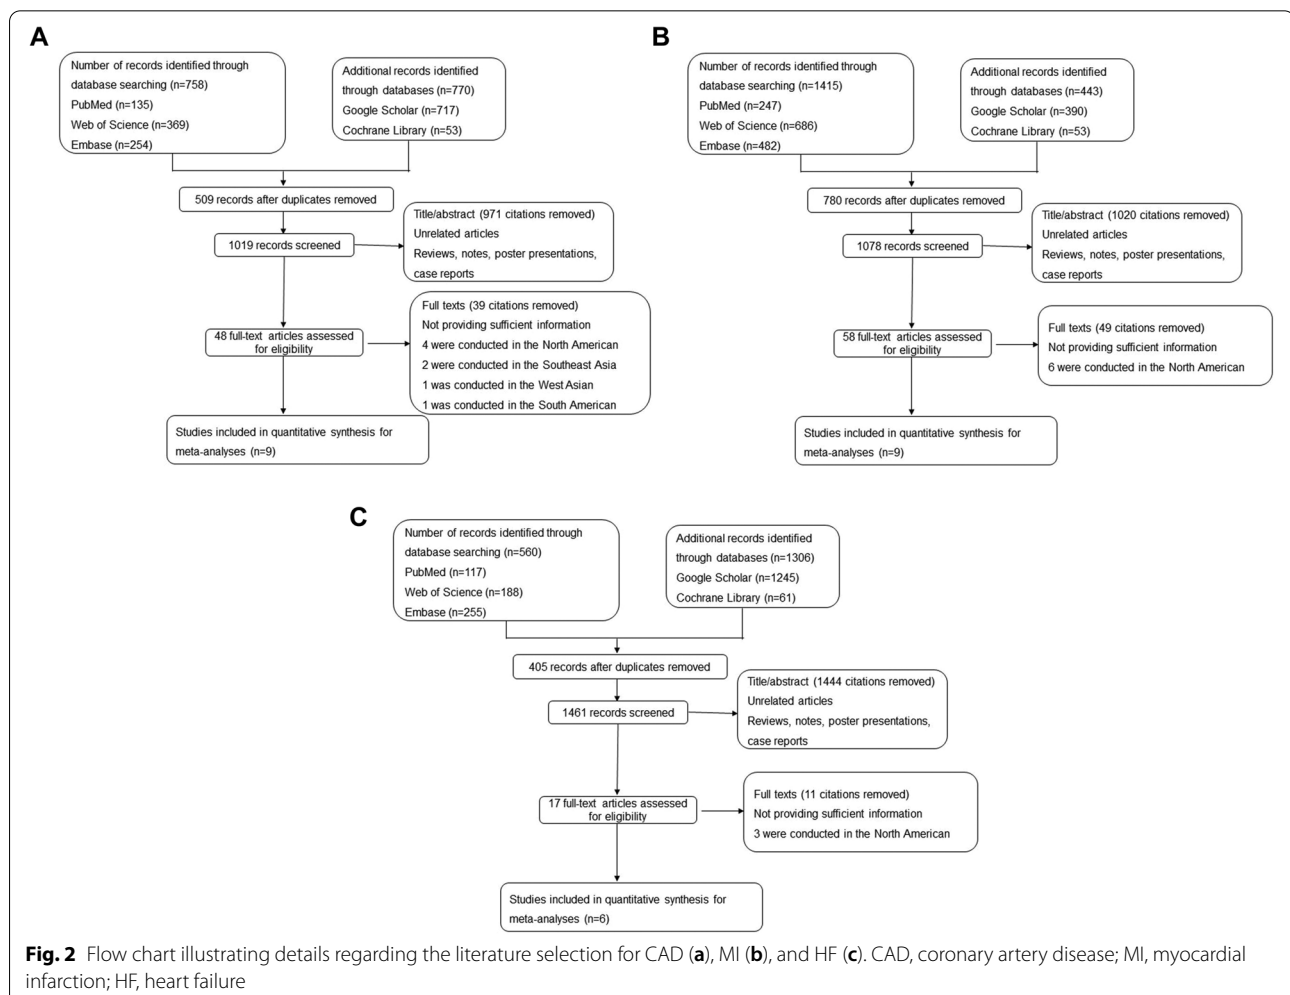 A
Number of records identified through
database searching (n=758)
PubMed (n=135)
Web of Science (n=369)
Embase (n=254)
Additional records identified
through databases (n=770)
Google Scholar (n=717)
Cochrane Library (n=53)
509 records after duplicates removed
1019 records screened
Title/abstract (971 citations removed)
Unrelated articles
Reviews, notes, poster presentations,
case reports
48 full-text articles assessed
for eligibility
Full texts (39 citations removed)
Not providing sufficient information
4 were conducted in the North American
2 were conducted in the Southeast Asia
1 was conducted in the West Asian
1 was conducted in the South American
Studies included in quantitative synthesis for
meta-analyses (n=9)
B
Number of records identified through
database searching (n=1415)
PubMed (n=247)
Web of Science (n=686)
Embase (n=482)
Additional records identified
through databases (n=443)
Google Scholar (n=390)
Cochrane Library (n=53)
780 records after duplicates removed
1078 records screened
Title/abstract (1020 citations removed)
Unrelated articles
Reviews, notes, poster presentations,
case reports
58 full-text articles assessed
for eligibility
Full texts (49 citations removed)
Not providing sufficient information
6 were conducted in the North American
Studies included in quantitative synthesis for
meta-analyses (n=9)
C
Number of records identified through
database searching (n=560)
PubMed (n=117)
Web of Science (n=188)
Embase (n=255)
Additional records identified
through databases (n=1306)
Google Scholar (n=1245)
Cochrane Library (n=61)
405 records after duplicates removed
1461 records screened
Title/abstract (1444 citations removed)
Unrelated articles
Reviews, notes, poster presentations,
case reports
17 full-text articles assessed
for eligibility
Full texts (11 citations removed)
Not providing sufficient information
3 were conducted in the North American
Studies included in quantitative synthesis for
meta-analyses (n=6)
Fig. 2 Flow chart illustrating details regarding the literature selection for CAD (a), MI (b), and HF (c). CAD, coronary artery disease; MI, myocardial
infarction; HF, heart failure